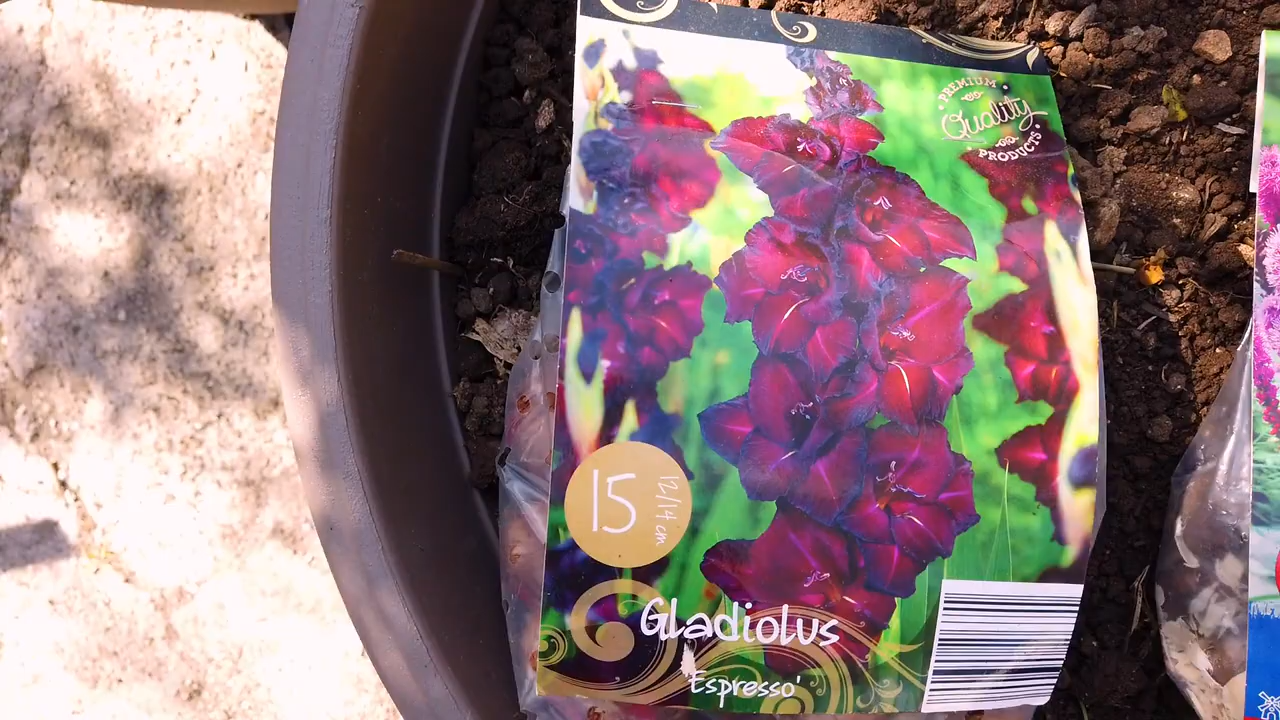 PREMIUM
Quality
PRODUCTS
15
12/14 cm
Gladiolus
'Espresso'